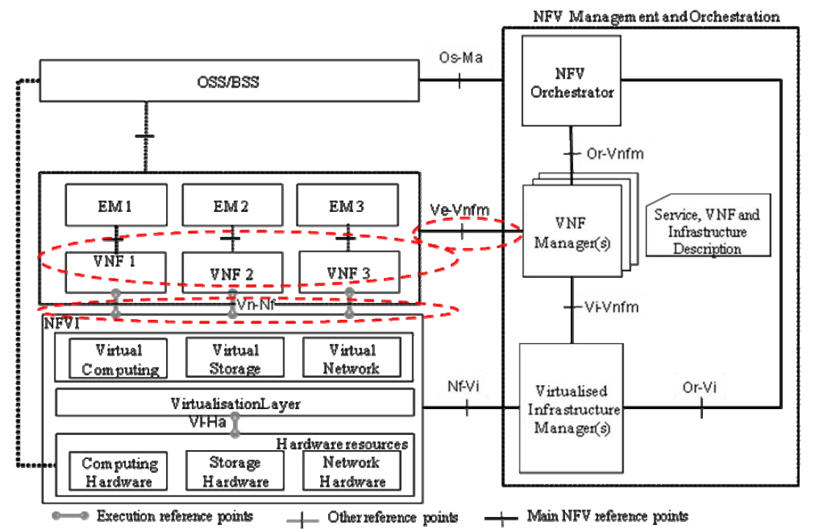 NFV Management and Orchestration
Os-Ma
OSS/BSS
NFV
Orchestrator
Or-Vnfm
EM 1
EM 2
EM 3
Ve-Vnfm
VNF
Manager(s)
Service, VNF and
Infrastructure
Description
VNF 1
VNF 2
VNF 3
Vn-Nf
Vi-Vnfm
NFVI
Virtual
Computing
Virtual
Storage
Virtual
Network
Nf-Vi
Virtualised
Infrastructure
Manager(s)
Or-Vi
Virtualisation Layer
Vl-Ha
Hardware resources
Computing
Hardware
Storage
Hardware
Network
Hardware
Execution reference points
Other reference points
Main NFV reference points